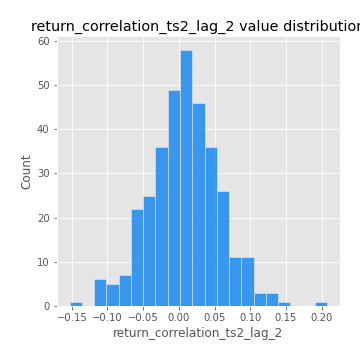 return_correlation_ts2_lag_2 value distribution
60
50
40
30
20
10
0
Count
−0.15 −0.10 −0.05 0.00 0.05 0.10 0.15 0.20
return_correlation_ts2_lag_2